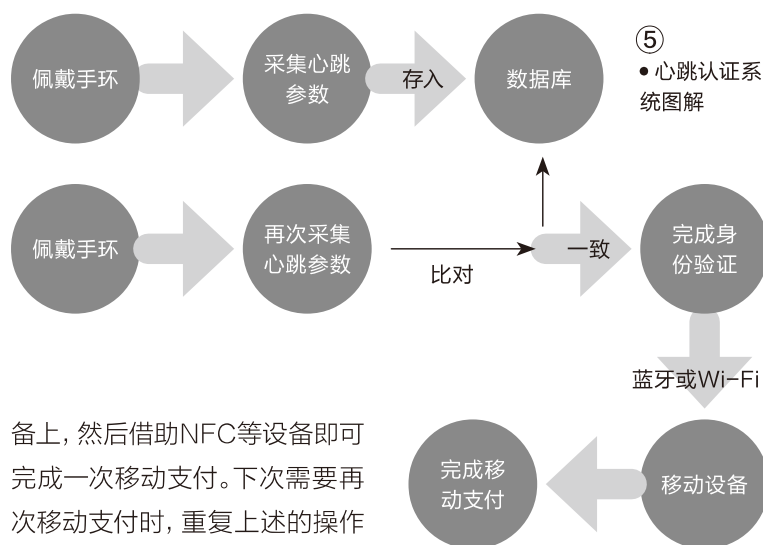 佩戴手环
采集心跳
参数
存入
数据库
⑤
• 心跳认证系
统图解
佩戴手环
再次采集
心跳参数
比对
一致
完成身
份验证
蓝牙或Wi-Fi
移动设备
完成移
动支付
备上，然后借助NFC等设备即可
完成一次移动支付。下次需要再
次移动支付时，重复上述的操作